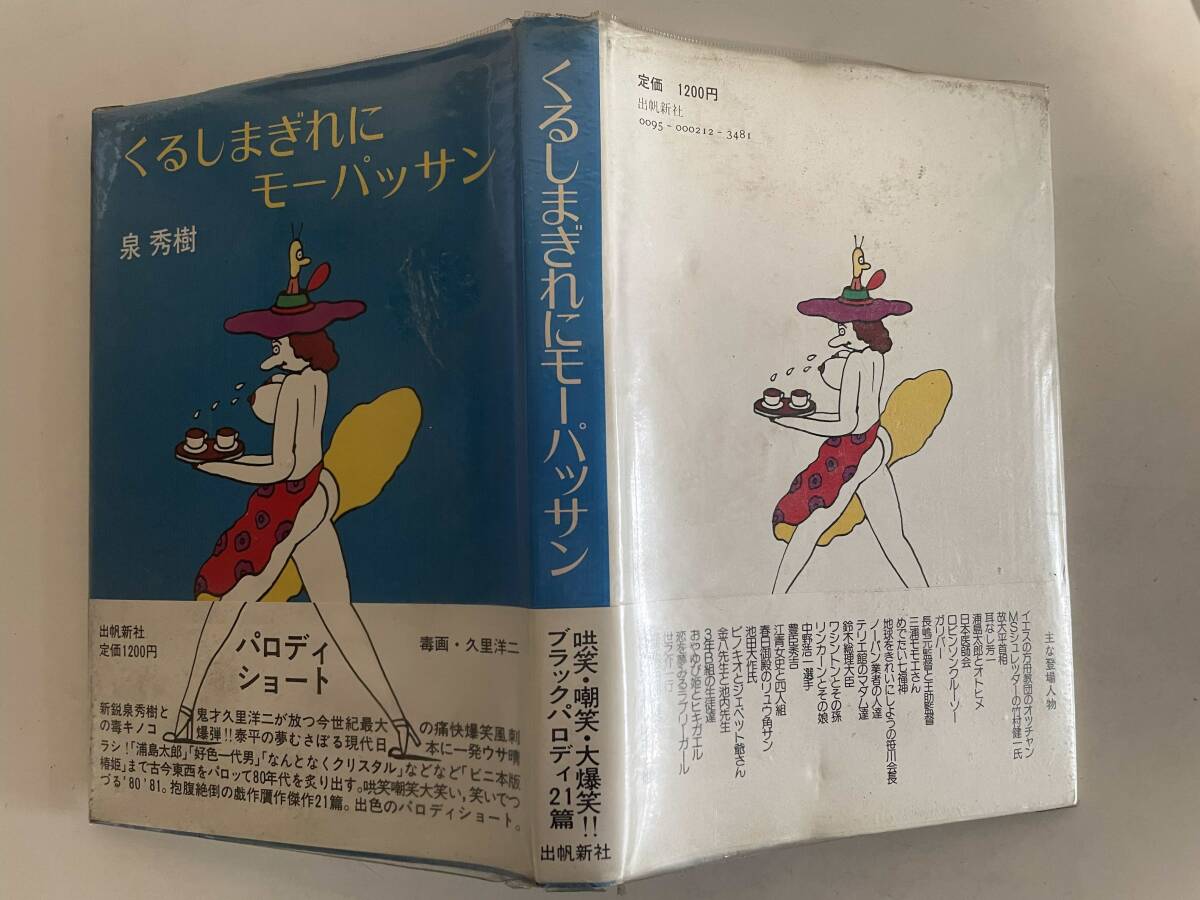 くるしまぎれに
モーパッサン
泉 秀樹
出帆新社
定価1200円
パロディ
ショート
毒画・久里洋二
新鋭泉秀樹と鬼才久里洋二が放つ今世紀最大の痛快爆笑風刺
の毒キノコ爆弾!!泰平の夢むさぼる現代日本に一発ウサ晴
ラシ!「浦島太郎」「好色一代男」「なんとなくクリスタル」などなど「ビニ本版
椿姫」まで古今東西をパロッて80年代を炙り出す。哄笑嘲笑大笑い,笑いでつ
づる'80 '81。抱腹絶倒の戯作贋作傑作21篇。出色のパロディショート。
くるしまぎれにモーパッサン
哄笑・嘲笑・大爆笑!!
ブラックパロディ21篇
出帆新社
定価 1200円
出帆新社
0095-000212-3481
主な登場人物
イエスの方舟教団のオッチャン
MSシュレッダーの竹村健一氏
故大平首相
耳なし芳一
浦島太郎とオトヒメ
日本医師会
ロビンソンクルーソー
ガリバー
長嶋元監督と王助監督
三浦モモエさん
めでたい七福神
地球をきれいにしようの笹川会長
ノーパン業者の人達
テリエ館のマダム達
鈴木総理大臣
ワシントンとその孫
リンカーンとその娘
中野浩一選手
豊臣秀吉
江青女史と四人組
春日御殿のリュウ角サン
池田大作氏
ピノキオとジェペット爺さん
金八先生と池内先生
3年B組の生徒達
おやゆび姫とヒキガエル
恋を夢みるラブリーガール